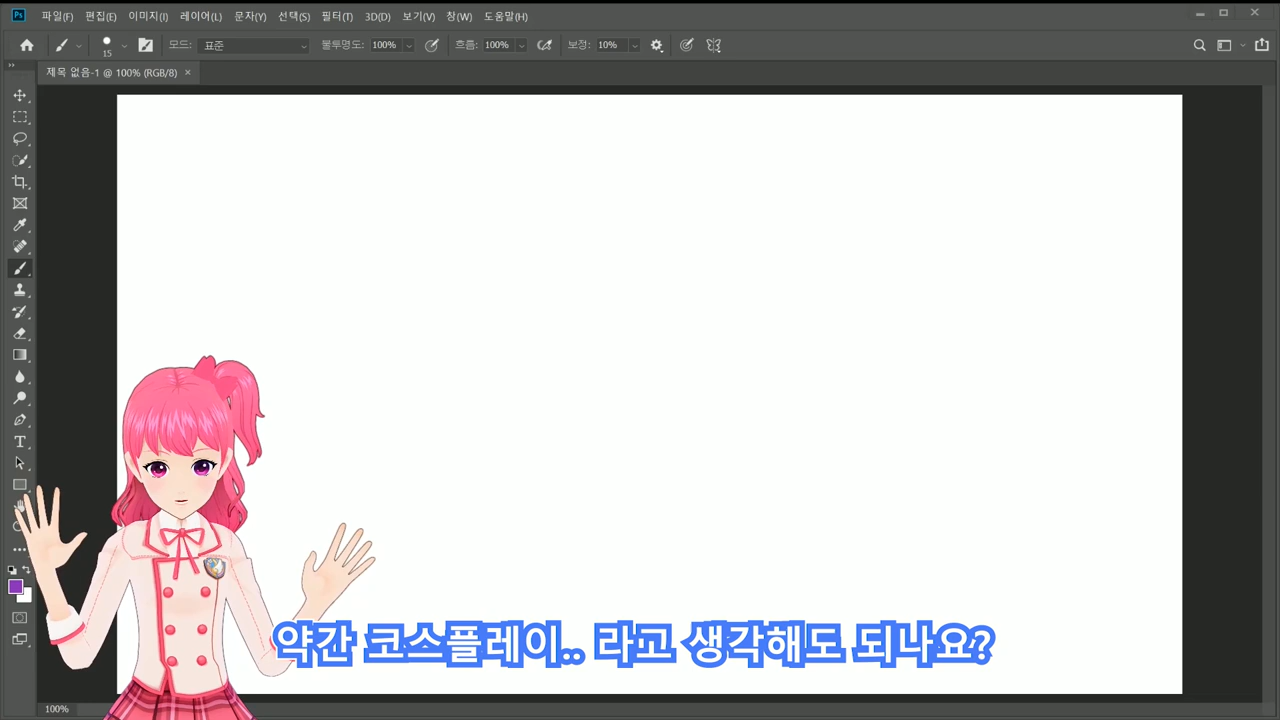 Ps 파일(F) 편집(E) 이미지(I) 레이어(L) 문자(Y) 선택(S) 필터(T) 3D(D) 보기(V) 창(W) 도움말(H)
15 모드: 표준 불투명도: 100% 흐름: 100% 보정: 10%
제목 없음-1 @ 100% (RGB/8) ×
약간 코스플레이.. 라고 생각해도 되나요?
100%